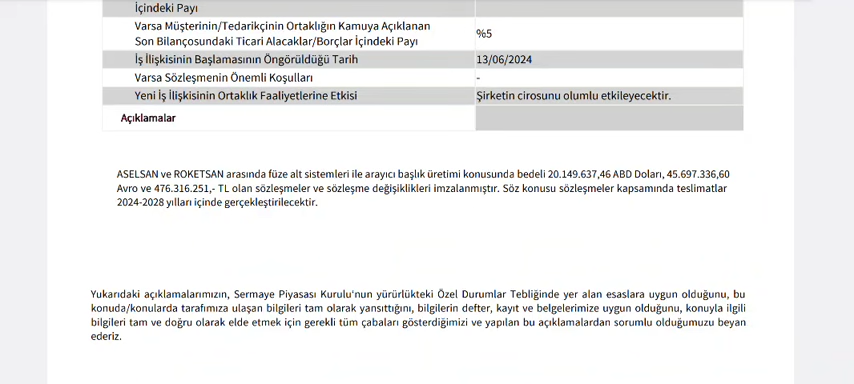 İçindeki Payı
Varsa Müşterinin/Tedarikçinin Ortaklığın Kamuya Açıklanan
Son Bilançosundaki Ticari Alacaklar/Borçlar İçindeki Payı
%5
İş İlişkisinin Başlamasının Öngörüldüğü Tarih
13/06/2024
Varsa Sözleşmenin Önemli Koşulları
-
Yeni İş İlişkisinin Ortaklık Faaliyetlerine Etkisi
Şirketin cirosunu olumlu etkileyecektir.
Açıklamalar
ASELSAN ve ROKETSAN arasında füze alt sistemleri ile arayıcı başlık üretimi konusunda bedeli 20.149.637,46 ABD Doları, 45.697.336,60
Avro ve 476.316.251,- TL olan sözleşmeler ve sözleşme değişiklikleri imzalanmıştır. Söz konusu sözleşmeler kapsamında teslimatlar
2024-2028 yılları içinde gerçekleştirilecektir.
Yukarıdaki açıklamalarımızın, Sermaye Piyasası Kurulu'nun yürürlükteki Özel Durumlar Tebliğinde yer alan esaslara uygun olduğunu, bu
konuda/konularda tarafımıza ulaşan bilgileri tam olarak yansıttığını, bilgilerin defter, kayıt ve belgelerimize uygun olduğunu, konuyla ilgili
bilgileri tam ve doğru olarak elde etmek için gerekli tüm çabaları gösterdiğimizi ve yapılan bu açıklamalardan sorumlu olduğumuzu beyan
ederiz.